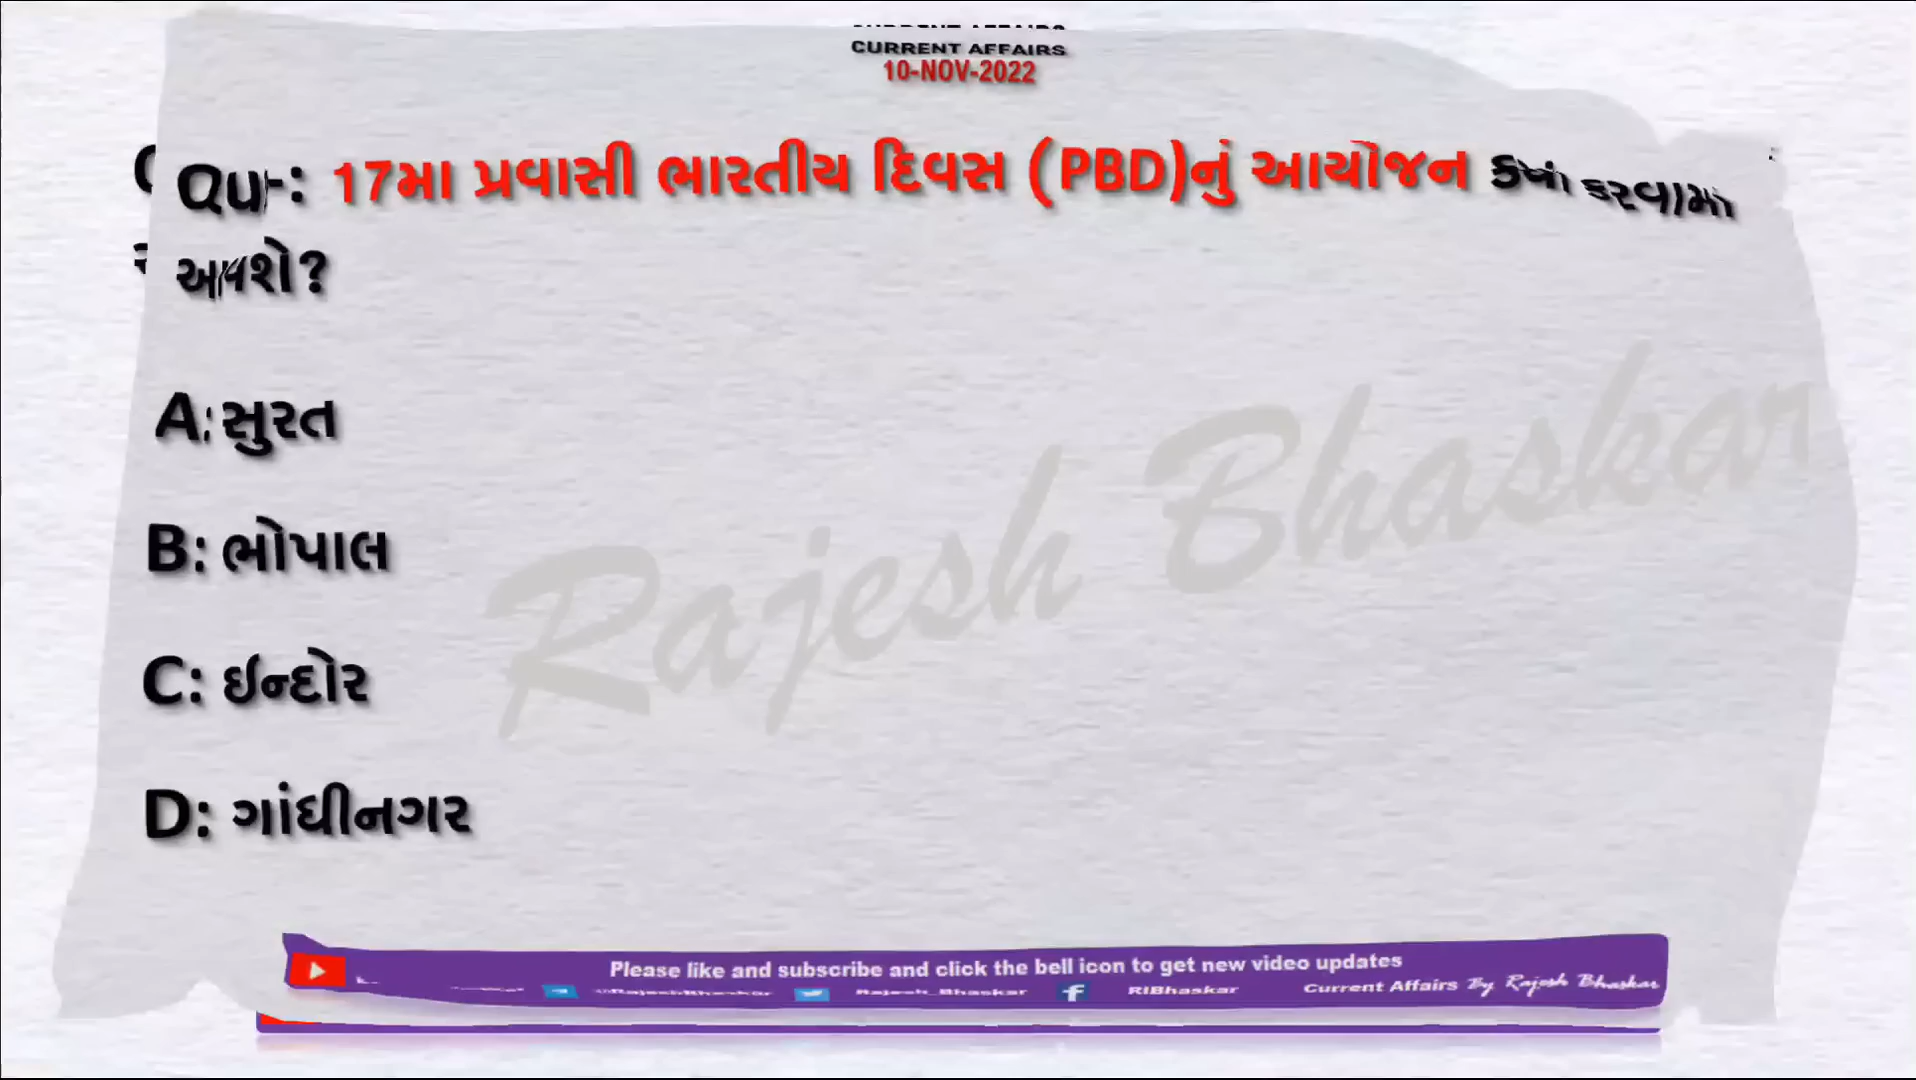 CURRENT AFFAIRS
10-NOV-2022
17મા પ્રવાસી ભારતીય દિવસ (PBD)નું આયોજન ક્યાં કરવામાં
આવશે?
A: સુરત
B: ભોપાલ
C: ઈન્દોર
D: ગાંધીનગર
Rajesh Bhaskar
Please like and subscribe and click the bell icon to get new video updates
@RajeshBhaskar Rajesh_Bhaskar RIBhaskar Current Affairs By Rajesh Bhaskar